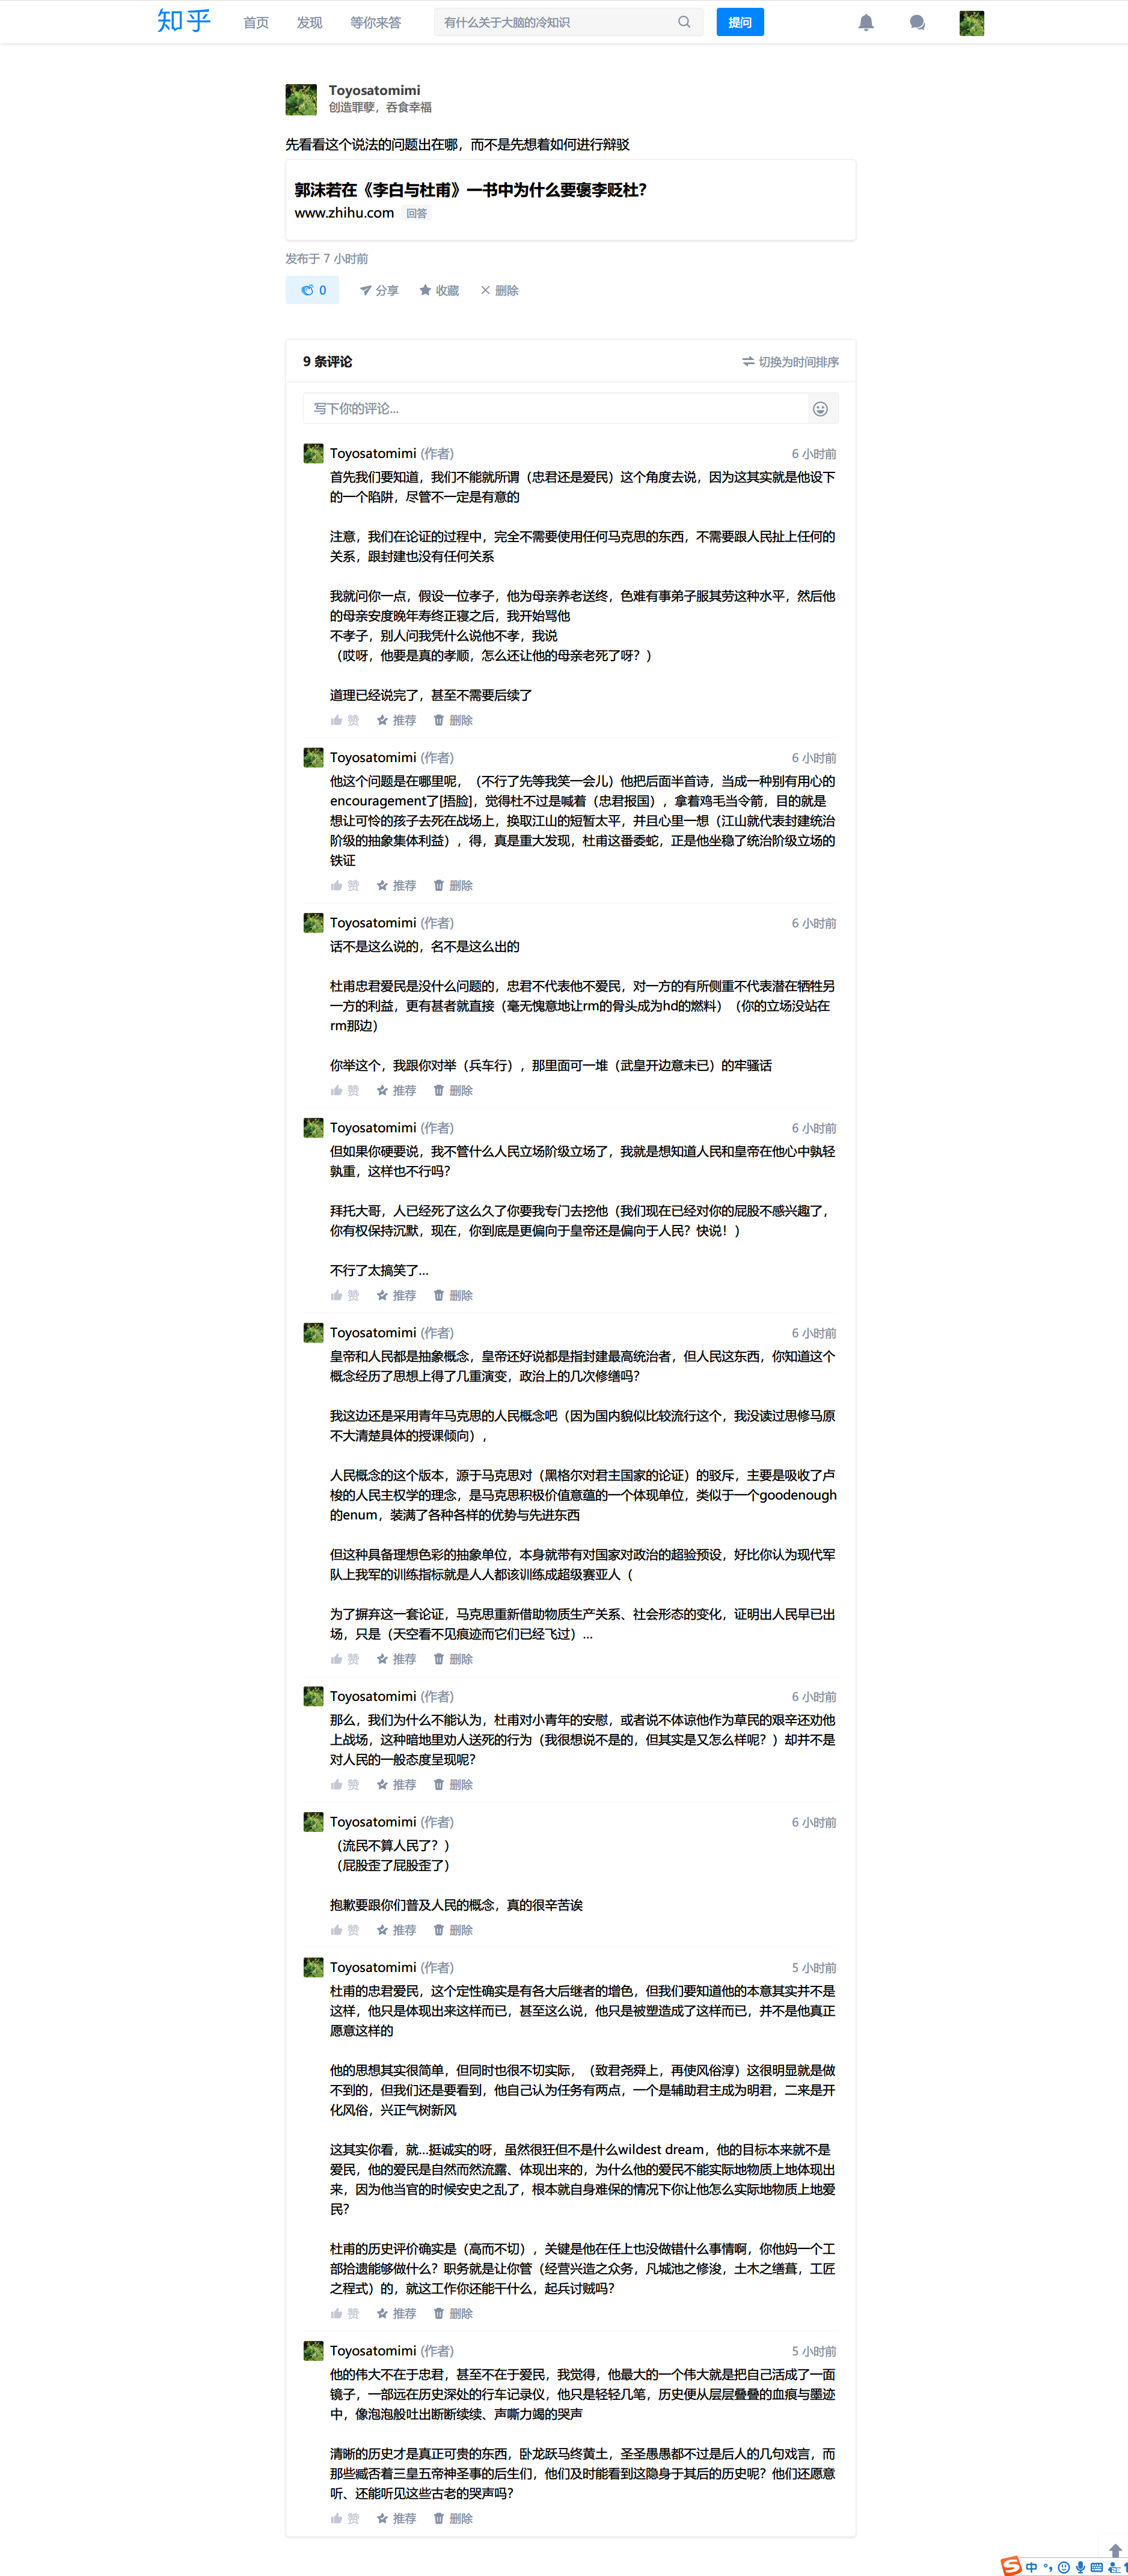 知乎
首页 发现 等你来答 有什么关于大脑的冷知识 提问
Toyosatomimi
创造罪孽，吞食幸福
先看看这个说法的问题出在哪，而不是先想着如何进行辩驳
郭沫若在《李白与杜甫》一书中为什么要褒李贬杜？
www.zhihu.com 回答
发布于 7 小时前
0 分享 收藏 删除
9 条评论 切换为时间排序
写下你的评论...
Toyosatomimi (作者) 6 小时前
首先我们要知道，我们不能就所谓（忠君还是爱民）这个角度去说，因为这其实就是他设下
的一个陷阱，尽管不一定是有意的
注意，我们在论证的过程中，完全不需要使用任何马克思的东西，不需要跟人民扯上任何的
关系，跟封建也没有任何关系
我就问你一点，假设一位孝子，他为母亲养老送终，色难有事弟子服其劳这种水平，然后他
的母亲安度晚年寿终正寝之后，我开始骂他
不孝子，别人问我凭什么说他不孝，我说
（哎呀，他要是真的孝顺，怎么还让他的母亲老死了呀？）
道理已经说完了，甚至不需要后续了
赞 推荐 删除
Toyosatomimi (作者) 6 小时前
他这个问题是在哪里呢，（不行了先等我笑一会儿）他把后面半首诗，当成一种别有用心的
encouragement了[捂脸]，觉得杜不过是喊着（忠君报国），拿着鸡毛当令箭，目的就是
想让可怜的孩子去死在战场上，换取江山的短暂太平，并且心里一想（江山就代表封建统治
阶级的抽象集体利益），得，真是重大发现，杜甫这番委蛇，正是他坐稳了统治阶级立场的
铁证
赞 推荐 删除
Toyosatomimi (作者) 6 小时前
话不是这么说的，名不是这么出的
杜甫忠君爱民是没什么问题的，忠君不代表他不爱民，对一方的有所侧重不代表潜在牺牲另
一方的利益，更有甚者就直接（毫无愧意地让rm的骨头成为hd的燃料）（你的立场没站在
rm那边）
你举这个，我跟你对举（兵车行），那里面可一堆（武皇开边意未已）的牢骚话
赞 推荐 删除
Toyosatomimi (作者) 6 小时前
但如果你硬要说，我不管什么人民立场阶级立场了，我就是想知道人民和皇帝在他心中孰轻
孰重，这样也不行吗？
拜托大哥，人已经死了这么久了你要我专门去挖他（我们现在已经对你的屁股不感兴趣了，
你有权保持沉默，现在，你到底是更偏向于皇帝还是偏向于人民？快说！）
不行了太搞笑了...
赞 推荐 删除
Toyosatomimi (作者) 6 小时前
皇帝和人民都是抽象概念，皇帝还好说都是指封建最高统治者，但人民这东西，你知道这个
概念经历了思想上得了几重演变，政治上的几次修缮吗？
我这边还是采用青年马克思的人民概念吧（因为国内貌似比较流行这个，我没读过思修马原
不大清楚具体的授课倾向），
人民概念的这个版本，源于马克思对（黑格尔对君主国家的论证）的驳斥，主要是吸收了卢
梭的人民主权学的理念，是马克思积极价值意蕴的一个体现单位，类似于一个goodenough
的enum，装满了各种各样的优势与先进东西
但这种具备理想色彩的抽象单位，本身就带有对国家对政治的超验预设，好比你认为现代军
队上我军的训练指标就是人人都该训练成超级赛亚人（
为了摒弃这一套论证，马克思重新借助物质生产关系、社会形态的变化，证明出人民早已出
场，只是（天空看不见痕迹而它们已经飞过）...
赞 推荐 删除
Toyosatomimi (作者) 6 小时前
那么，我们为什么不能认为，杜甫对小青年的安慰，或者说不体谅他作为草民的艰辛还劝他
上战场，这种暗地里劝人送死的行为（我很想说不是的，但其实是又怎么样呢？）却并不是
对人民的一般态度呈现呢？
赞 推荐 删除
Toyosatomimi (作者) 6 小时前
（流民不算人民了？）
（屁股歪了屁股歪了）
抱歉要跟你们普及人民的概念，真的很辛苦诶
赞 推荐 删除
Toyosatomimi (作者) 5 小时前
杜甫的忠君爱民，这个定性确实是有各大后继者的增色，但我们要知道他的本意其实并不是
这样，他只是体现出来这样而已，甚至这么说，他只是被塑造成了这样而已，并不是他真正
愿意这样的
他的思想其实很简单，但同时也很不切实际，（致君尧舜上，再使风俗淳）这很明显就是做
不到的，但我们还是要看到，他自己认为任务有两点，一个是辅助君主成为明君，二来是开
化风俗，兴正气树新风
这其实你看，就...挺诚实的呀，虽然很狂但不是什么wildest dream，他的目标本来就不是
爱民，他的爱民是自然而然流露、体现出来的，为什么他的爱民不能实际地物质上地体现出
来，因为他当官的时候安史之乱了，根本就自身难保的情况下你让他怎么实际地物质上地爱
民？
杜甫的历史评价确实是（高而不切），关键是他在任上也没做错什么事情啊，你他妈一个工
部拾遗能够做什么？职务就是让你管（经营兴造之众务，凡城池之修浚，土木之缮葺，工匠
之程式）的，就这工作你还能干什么，起兵讨贼吗？
赞 推荐 删除
Toyosatomimi (作者) 5 小时前
他的伟大不在于忠君，甚至不在于爱民，我觉得，他最大的一个伟大就是把自己活成了一面
镜子，一部远在历史深处的行车记录仪，他只是轻轻几笔，历史便从层层叠叠的血痕与墨迹
中，像泡泡般吐出断断续续、声嘶力竭的哭声
清晰的历史才是真正可贵的东西，卧龙跃马终黄土，圣圣愚愚都不过是后人的几句戏言，而
那些臧否着三皇五帝神圣事的后生们，他们及时能看到这隐身于其后的历史呢？他们还愿意
听、还能听见这些古老的哭声吗？
赞 推荐 删除
S 中